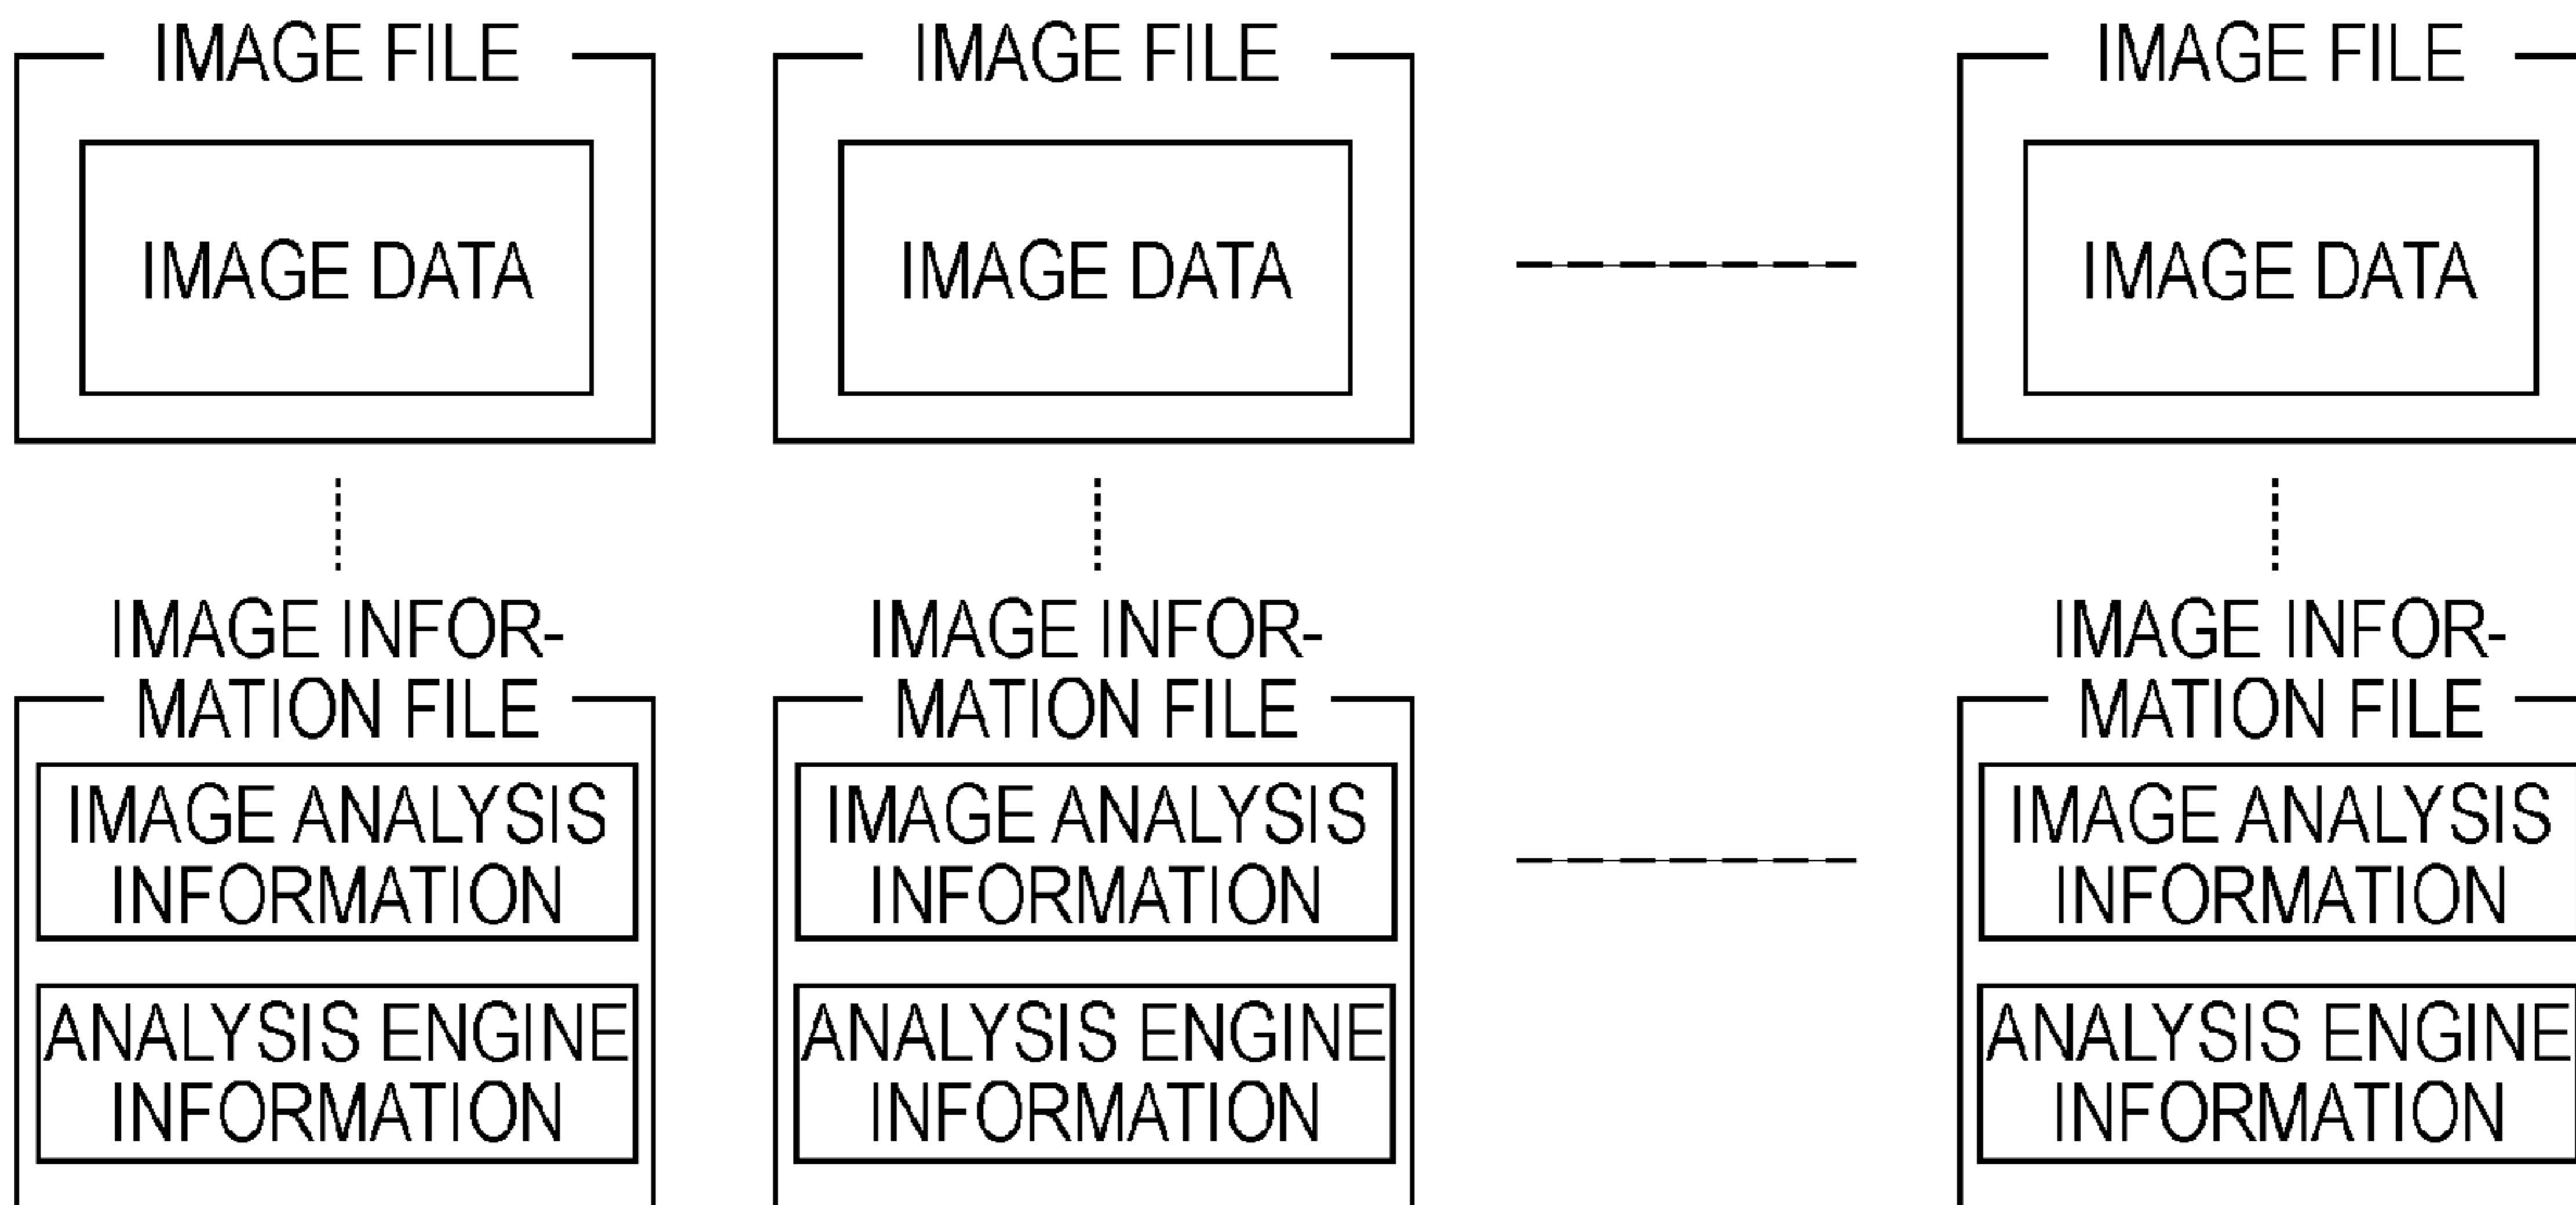 IMAGE FILE
IMAGE DATA
IMAGE INFOR-
MATION FILE
IMAGE ANALYSIS
INFORMATION
ANALYSIS ENGINE
INFORMATION
IMAGE FILE
IMAGE DATA
IMAGE INFOR-
MATION FILE
IMAGE ANALYSIS
INFORMATION
ANALYSIS ENGINE
INFORMATION
IMAGE FILE
IMAGE DATA
IMAGE INFOR-
MATION FILE
IMAGE ANALYSIS
INFORMATION
ANALYSIS ENGINE
INFORMATION